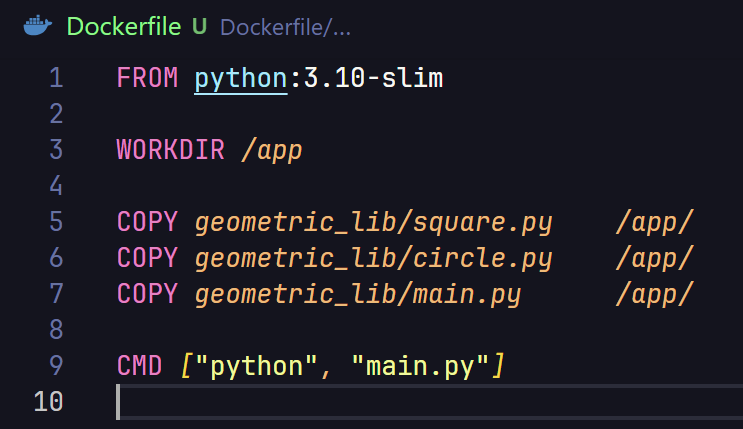 Dockerfile U Dockerfile/...
1 FROM python:3.10-slim
2
3 WORKDIR /app
4
5 COPY geometric_lib/square.py    /app/
6 COPY geometric_lib/circle.py    /app/
7 COPY geometric_lib/main.py      /app/
8
9 CMD ["python", "main.py"]
10